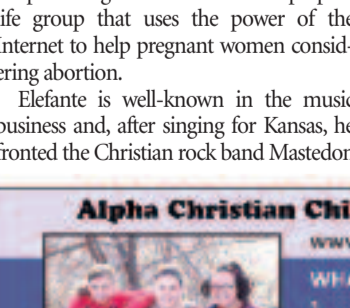 life group that uses the power of the
Internet to help pregnant women consid-
ering abortion.
Elefante is well-known in the music
business and, after singing for Kansas, he
fronted the Christian rock band Mastedon
Alpha Christian Chi
www
WHA